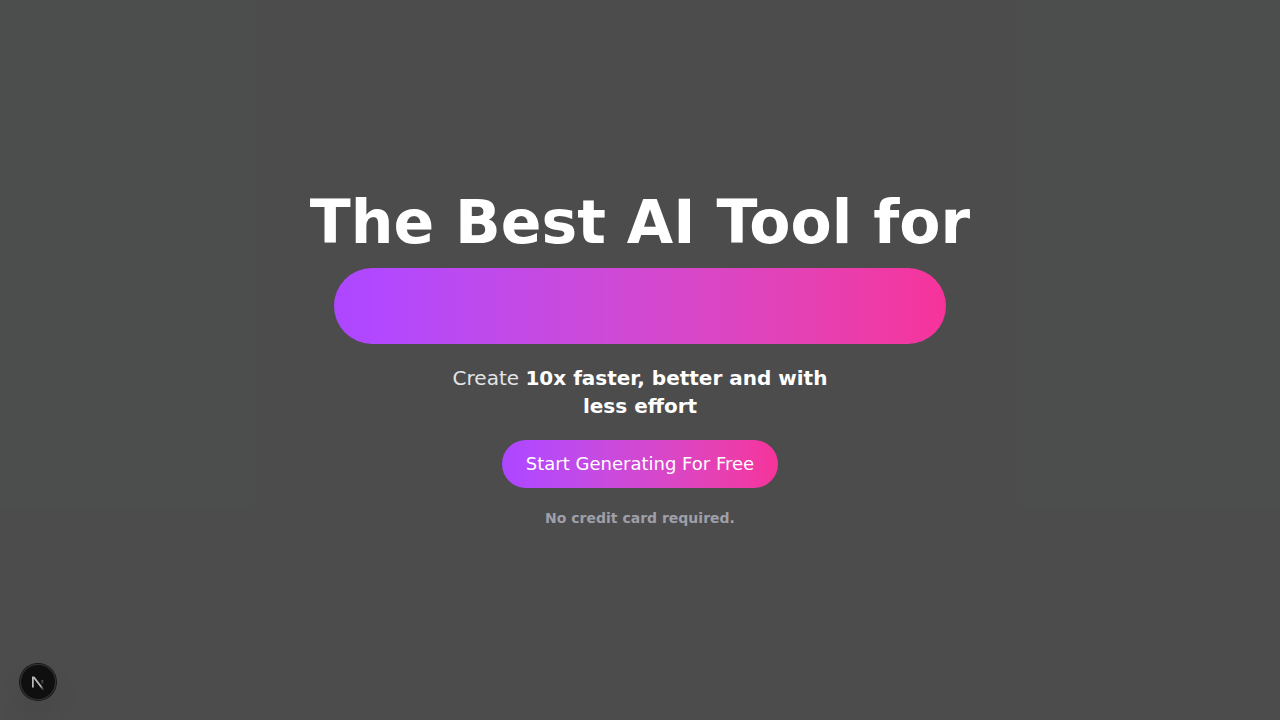 The Best AI Tool for
Create 10x faster, better and with
less effort
Start Generating For Free
No credit card required.